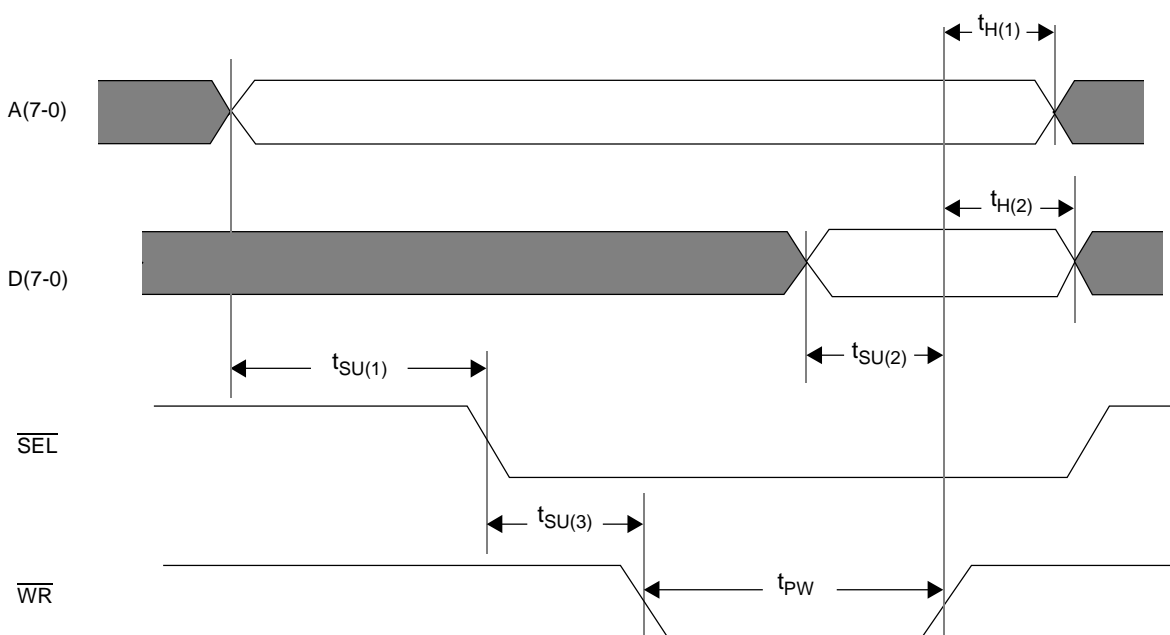 tH(1)
A(7-0)
tH(2)
D(7-0)
tSU(1)
tSU(2)
SEL
tSU(3)
WR
tPW